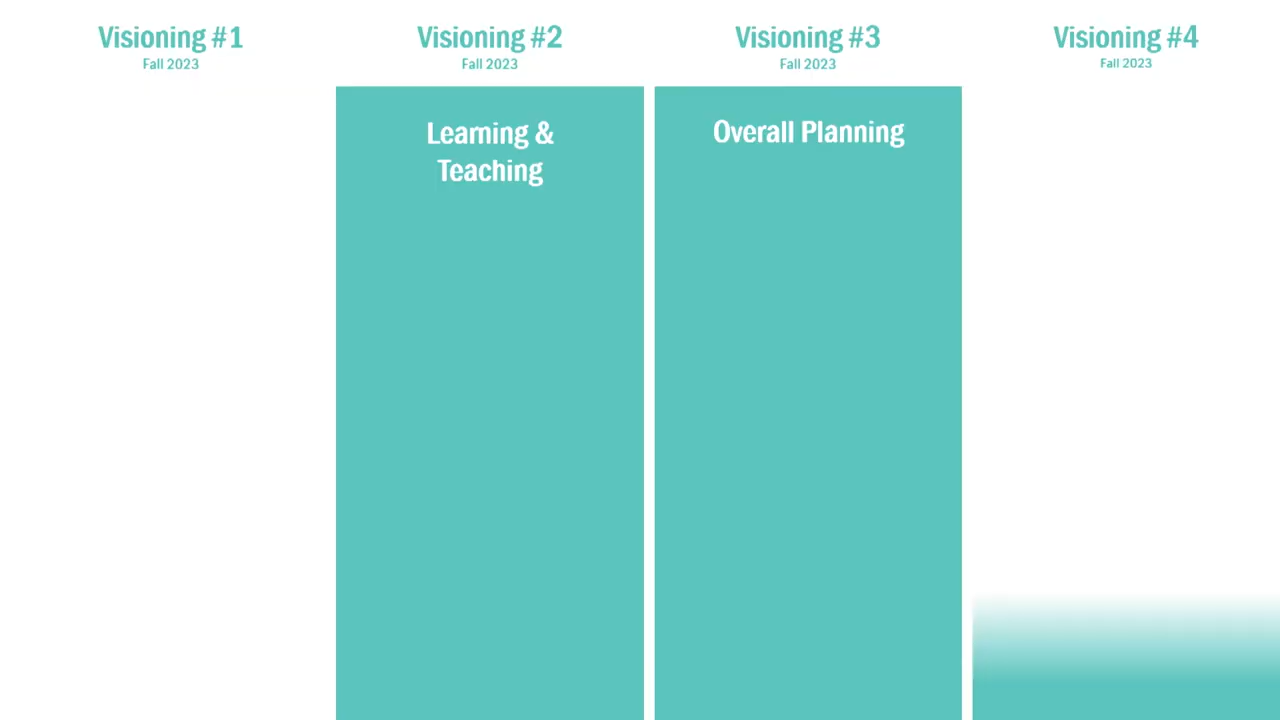 Visioning #1
Fall 2023
Visioning #2
Fall 2023
Learning &
Teaching
Visioning #3
Fall 2023
Overall Planning
Visioning #4
Fall 2023